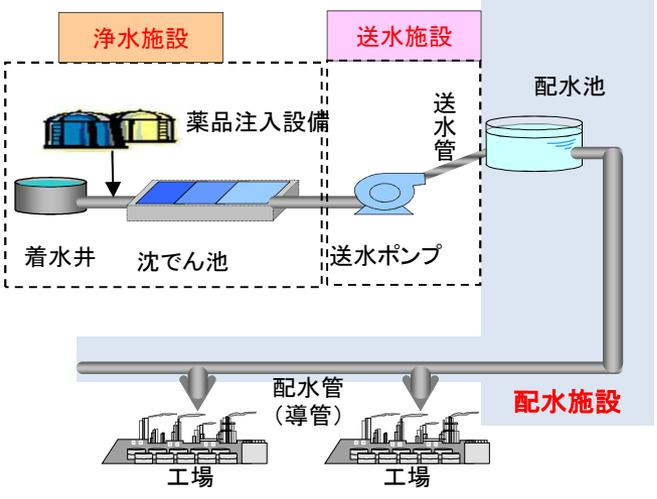 浄水施設
送水施設
配水池
送水管
薬品注入設備
着水井
沈でん池
送水ポンプ
配水管
（導管）
配水施設
工場
工場